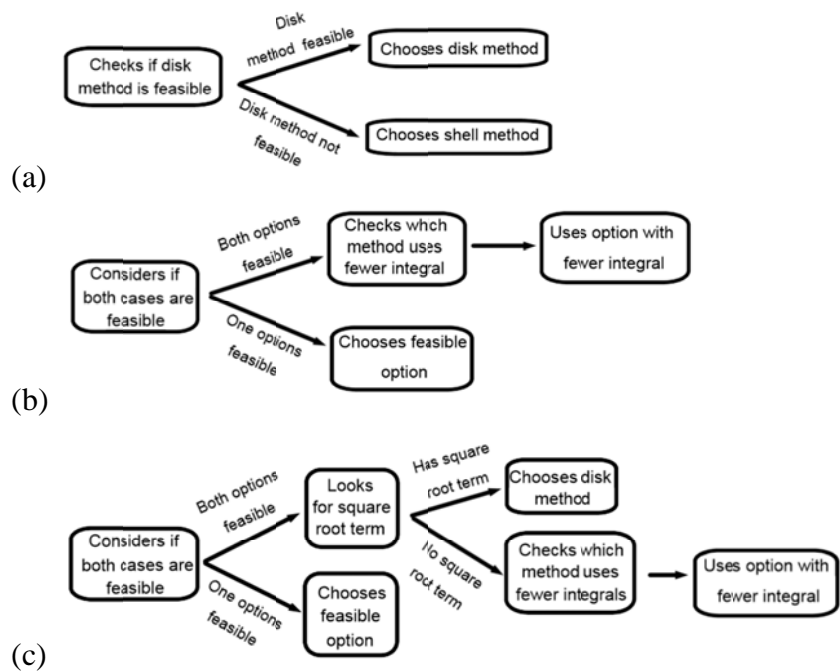 Disk
method feasible
Chooses disk method
Checks if disk
method is feasible
Disk method not
feasible
Chooses shell method
(a)
Both options
feasible
Checks which
method uses
fewer integral
Uses option with
fewer integral
Considers if
both cases are
feasible
One options
feasible
Chooses feasible
option
(b)
Has square
root term
Chooses disk
method
Both options
feasible
Looks
for square
root term
Considers if
both cases are
feasible
No square
root term
Checks which
method uses
fewer integrals
Uses option with
fewer integral
One options
feasible
Chooses
feasible
option
(c)